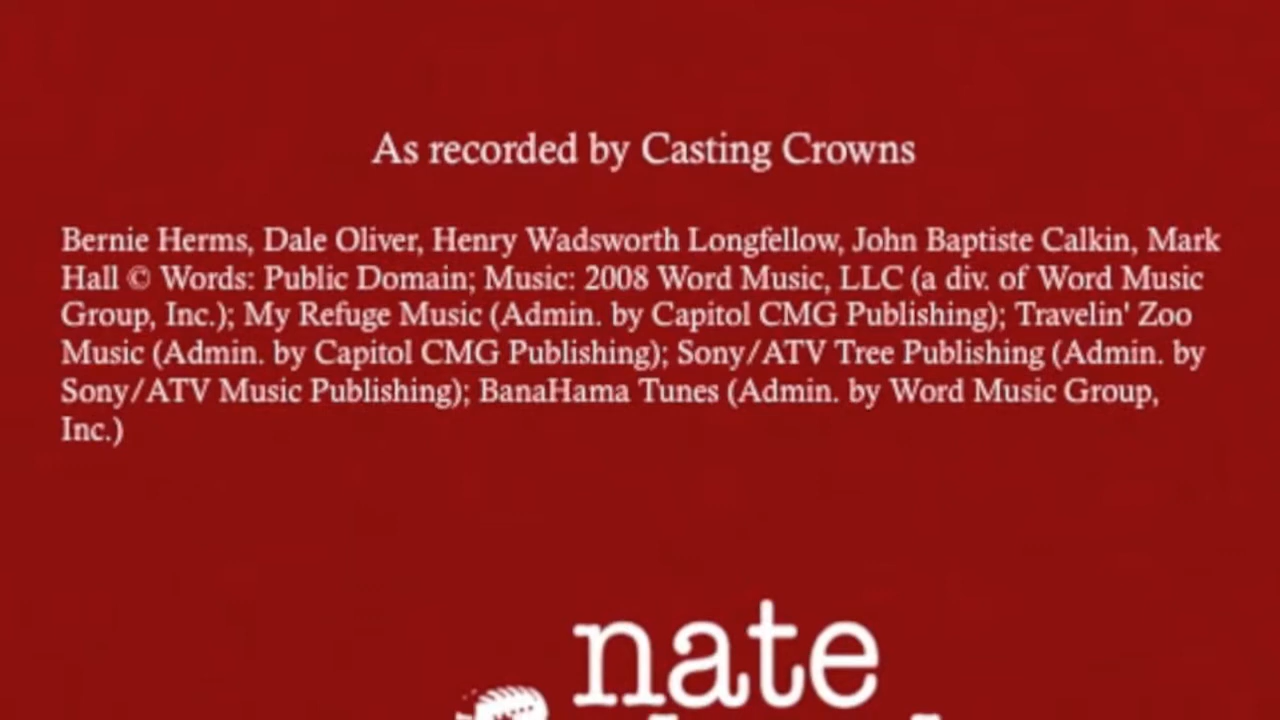 As recorded by Casting Crowns
Bernie Herms, Dale Oliver, Henry Wadsworth Longfellow, John Baptiste Calkin, Mark
Hall © Words: Public Domain; Music: 2008 Word Music, LLC (a div. of Word Music
Group, Inc.); My Refuge Music (Admin. by Capitol CMG Publishing); Travelin' Zoo
Music (Admin. by Capitol CMG Publishing); Sony/ATV Tree Publishing (Admin. by
Sony/ATV Music Publishing); BanaHama Tunes (Admin. by Word Music Group,
Inc.)
nate